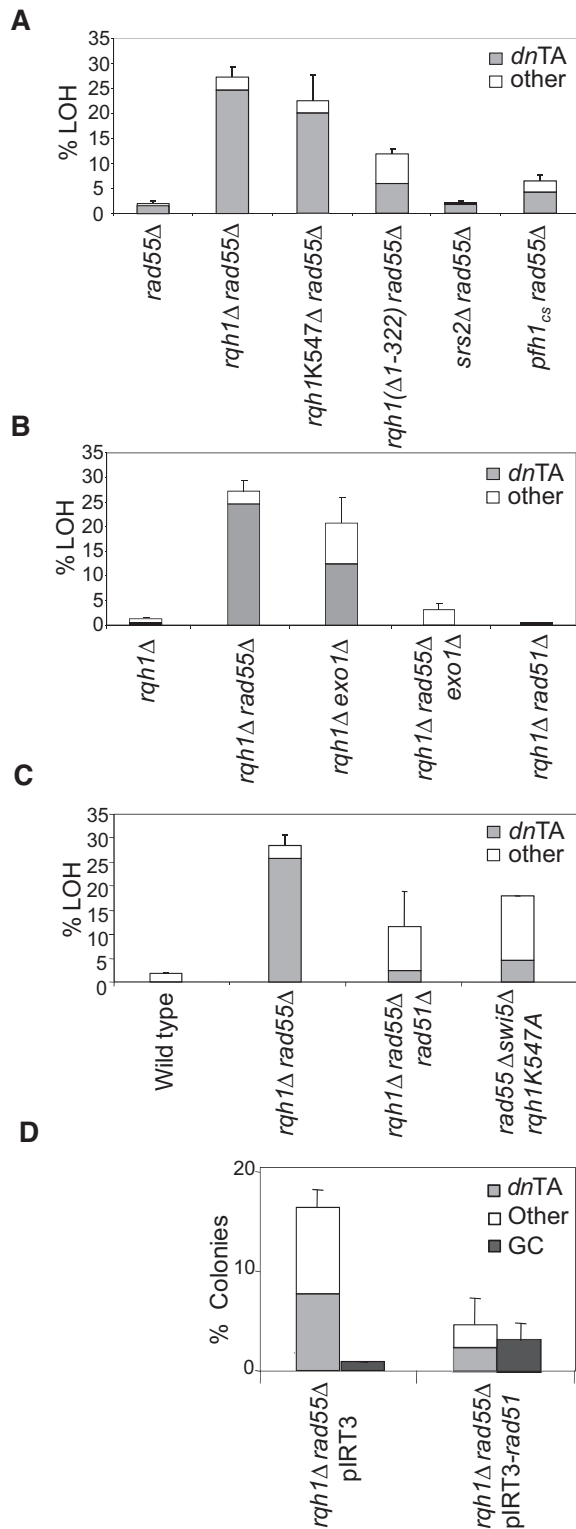 A
35
30
25
20
15
10
5
0
% LOH
dnTA
other
rad55Δ
rqh1Δ rad55Δ
rqh1K547Δ rad55Δ
rqh1(Δ1-322) rad55Δ
srs2Δ rad55Δ
pfh1cs rad55Δ
B
35
30
25
20
15
10
5
0
% LOH
dnTA
other
rqh1Δ
rqh1Δ rad55Δ
rqh1Δ exo1Δ
rqh1Δ rad55Δ
exo1Δ
rqh1Δ rad51Δ
C
35
30
25
20
15
10
5
0
% LOH
dnTA
other
Wild type
rqh1Δ rad55Δ
rqh1Δ rad55Δ
rad51Δ
rad55 Δswi5Δ
rqh1K547A
D
20
10
0
% Colonies
dnTA
Other
GC
rqh1Δ rad55Δ
pIRT3
rqh1Δ rad55Δ
pIRT3-rad51